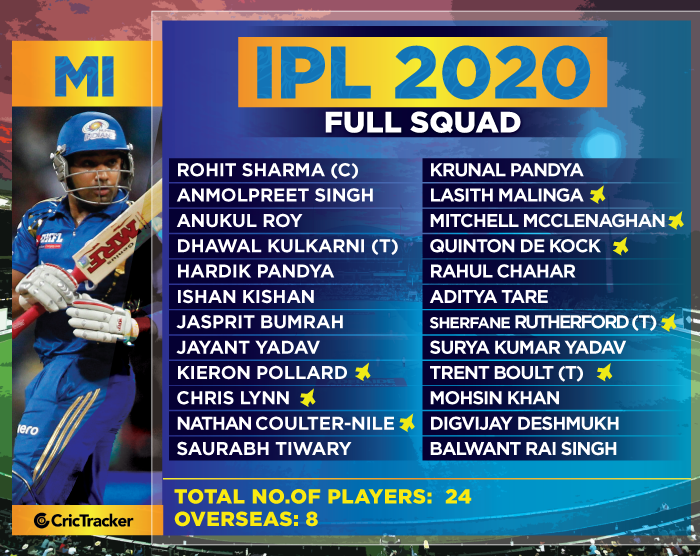 MI
IPL 2020
FULL SQUAD
ROHIT SHARMA (C)
ANMOLPREET SINGH
ANUKUL ROY
DHAWAL KULKARNI (T)
HARDIK PANDYA
ISHAN KISHAN
JASPRIT BUMRAH
JAYANT YADAV
KIERON POLLARD
CHRIS LYNN
NATHAN COULTER-NILE
SAURABH TIWARY
KRUNAL PANDYA
LASITH MALINGA
MITCHELL MCCLENAGHAN
QUINTON DE KOCK
RAHUL CHAHAR
ADITYA TARE
SHERFANE RUTHERFORD (T)
SURYA KUMAR YADAV
TRENT BOULT (T)
MOHSIN KHAN
DIGVIJAY DESHMUKH
BALWANT RAI SINGH
TOTAL NO.OF PLAYERS: 24
OVERSEAS: 8
MRF
CricTracker